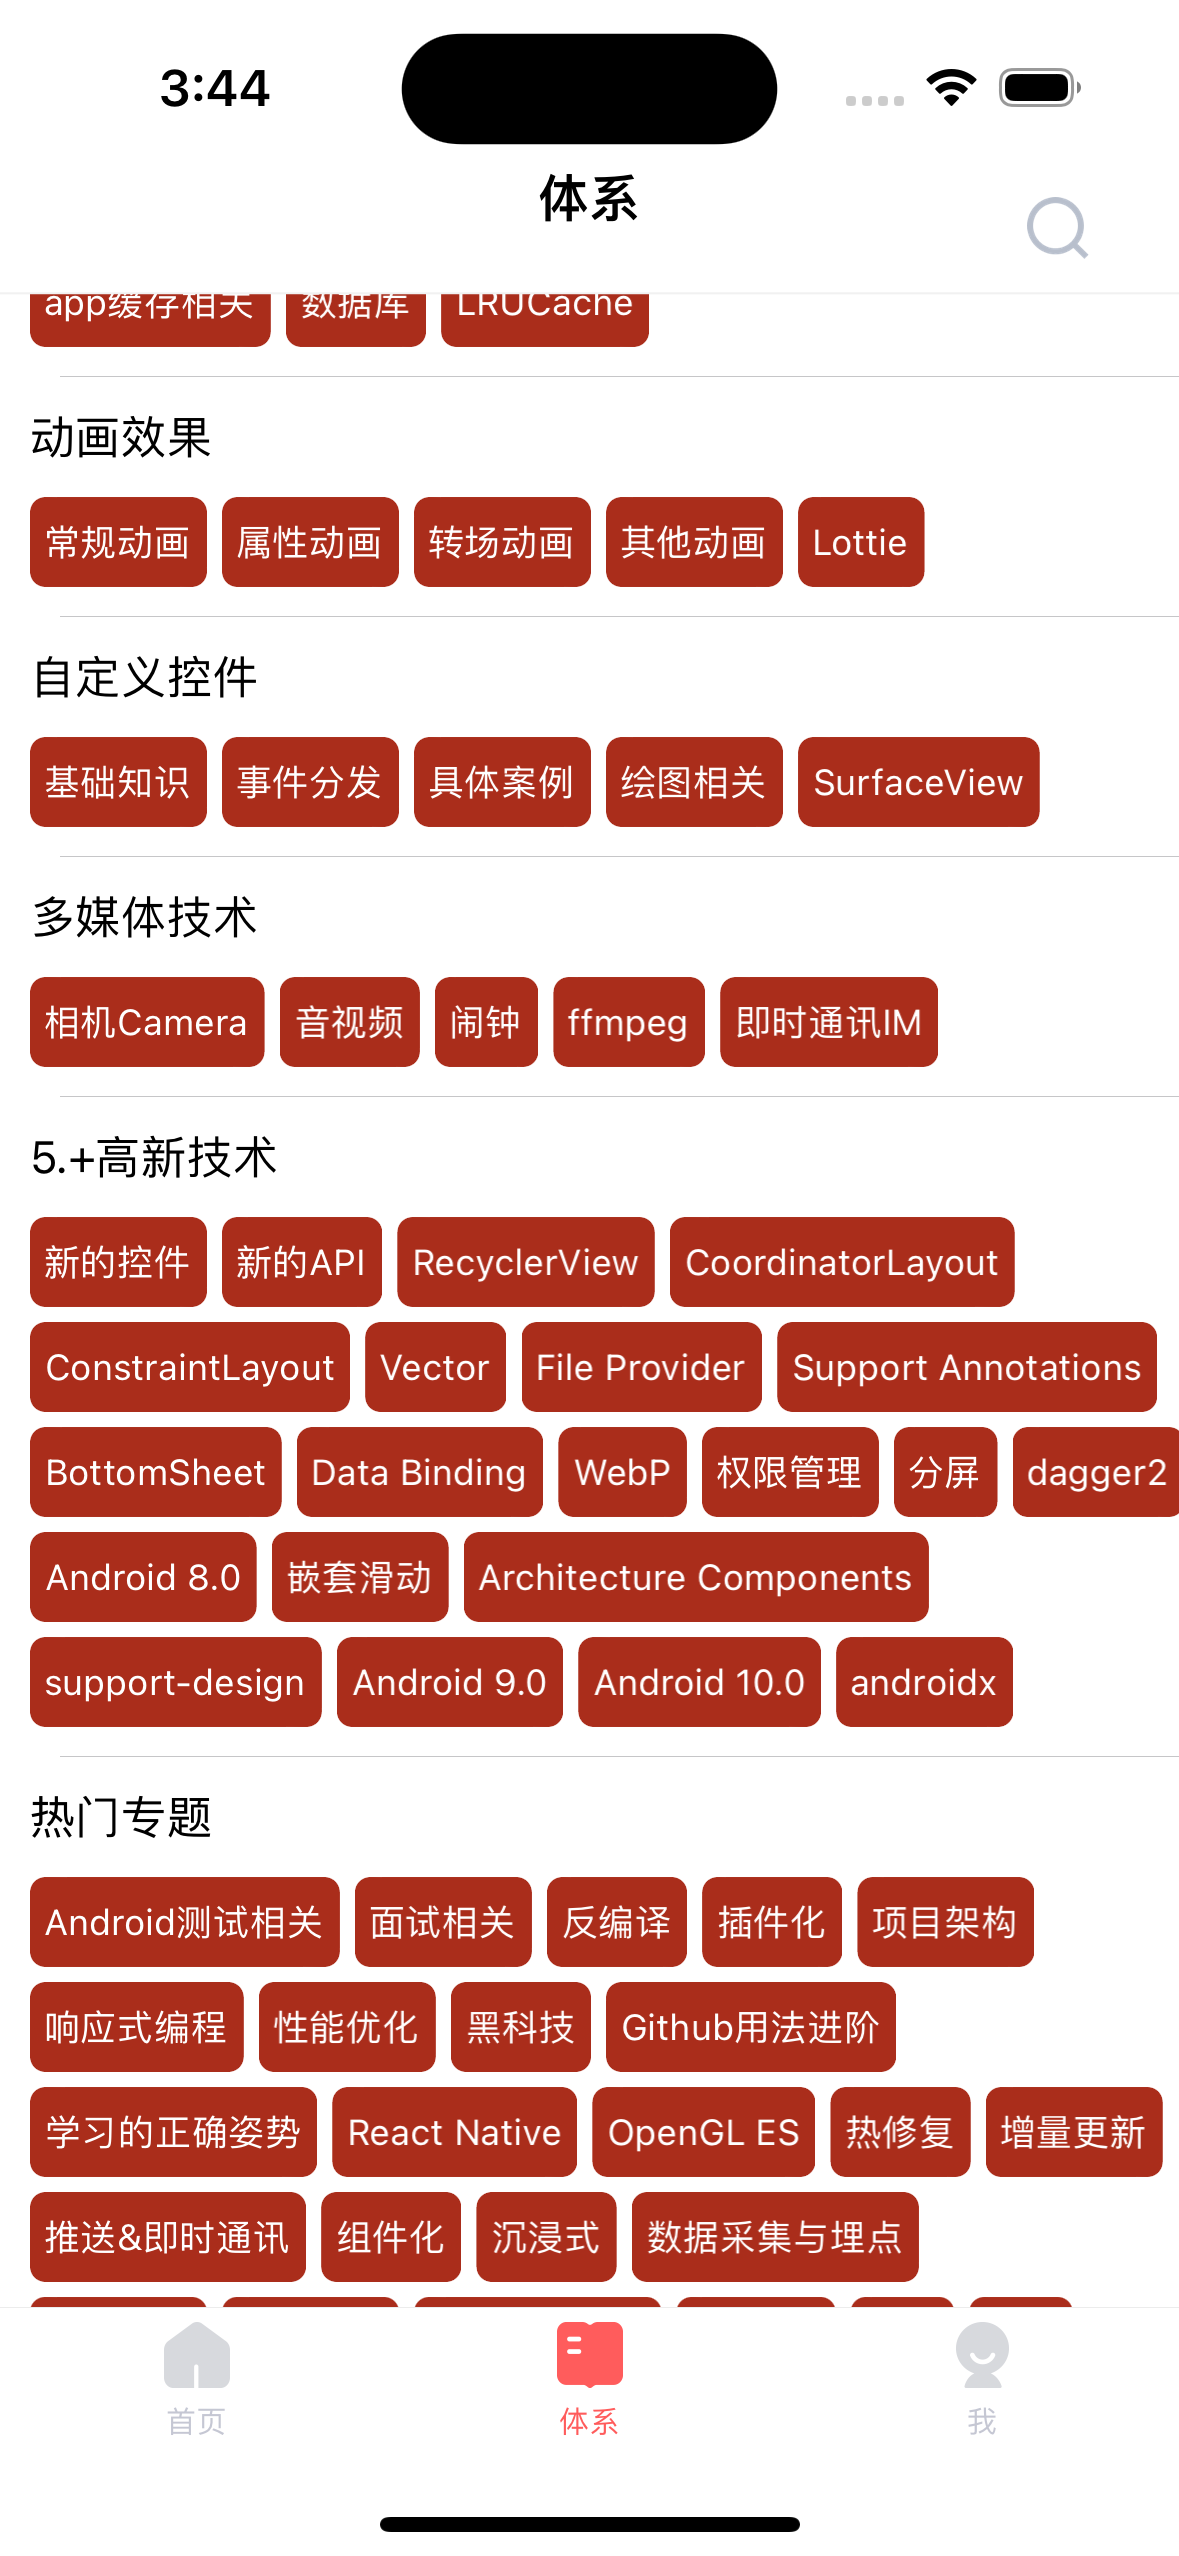 3:44
体系
app缓存相关 数据库 LRUCache
动画效果
常规动画 属性动画 转场动画 其他动画 Lottie
自定义控件
基础知识 事件分发 具体案例 绘图相关 SurfaceView
多媒体技术
相机Camera 音视频 闹钟 ffmpeg 即时通讯IM
5.+高新技术
新的控件 新的API RecyclerView CoordinatorLayout
ConstraintLayout Vector File Provider Support Annotations
BottomSheet Data Binding WebP 权限管理 分屏 dagger2
Android 8.0 嵌套滑动 Architecture Components
support-design Android 9.0 Android 10.0 androidx
热门专题
Android测试相关 面试相关 反编译 插件化 项目架构
响应式编程 性能优化 黑科技 Github用法进阶
学习的正确姿势 React Native OpenGL ES 热修复 增量更新
推送&即时通讯 组件化 沉浸式 数据采集与埋点
首页 体系 我